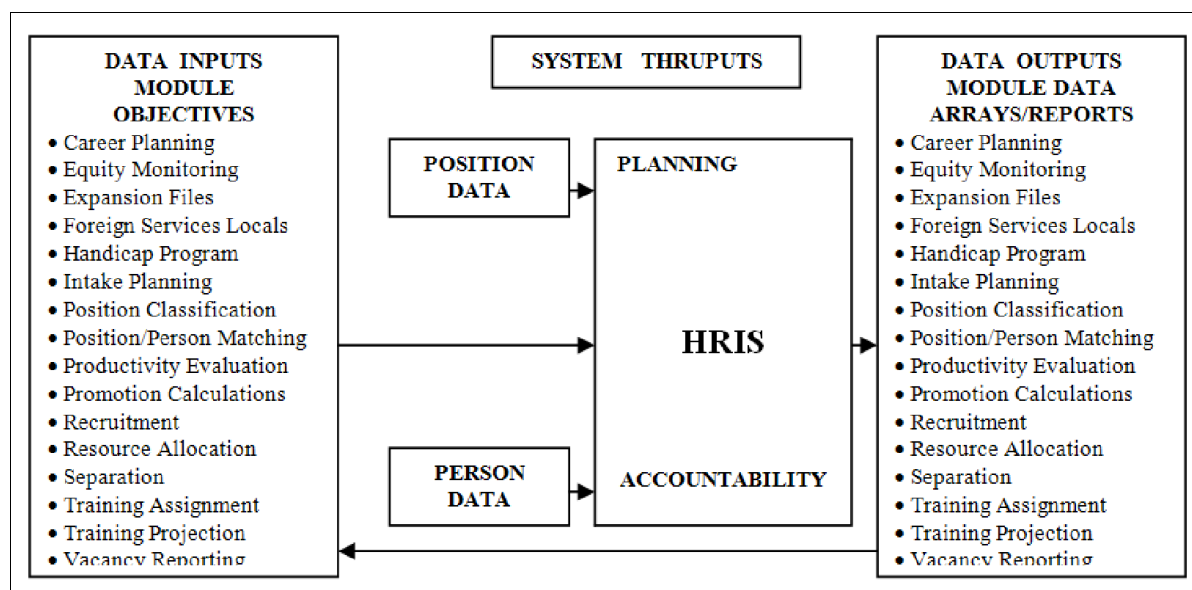 DATA INPUTS
MODULE
OBJECTIVES
• Career Planning
• Equity Monitoring
• Expansion Files
• Foreign Services Locals
• Handicap Program
• Intake Planning
• Position Classification
• Position/Person Matching
• Productivity Evaluation
• Promotion Calculations
• Recruitment
• Resource Allocation
• Separation
• Training Assignment
• Training Projection
• Vacancy Reporting
SYSTEM THRUPUTS
POSITION
DATA
PERSON
DATA
PLANNING
HRIS
ACCOUNTABILITY
DATA OUTPUTS
MODULE DATA
ARRAYS/REPORTS
• Career Planning
• Equity Monitoring
• Expansion Files
• Foreign Services Locals
• Handicap Program
• Intake Planning
• Position Classification
• Position/Person Matching
• Productivity Evaluation
• Promotion Calculations
• Recruitment
• Resource Allocation
• Separation
• Training Assignment
• Training Projection
• Vacancy Reporting